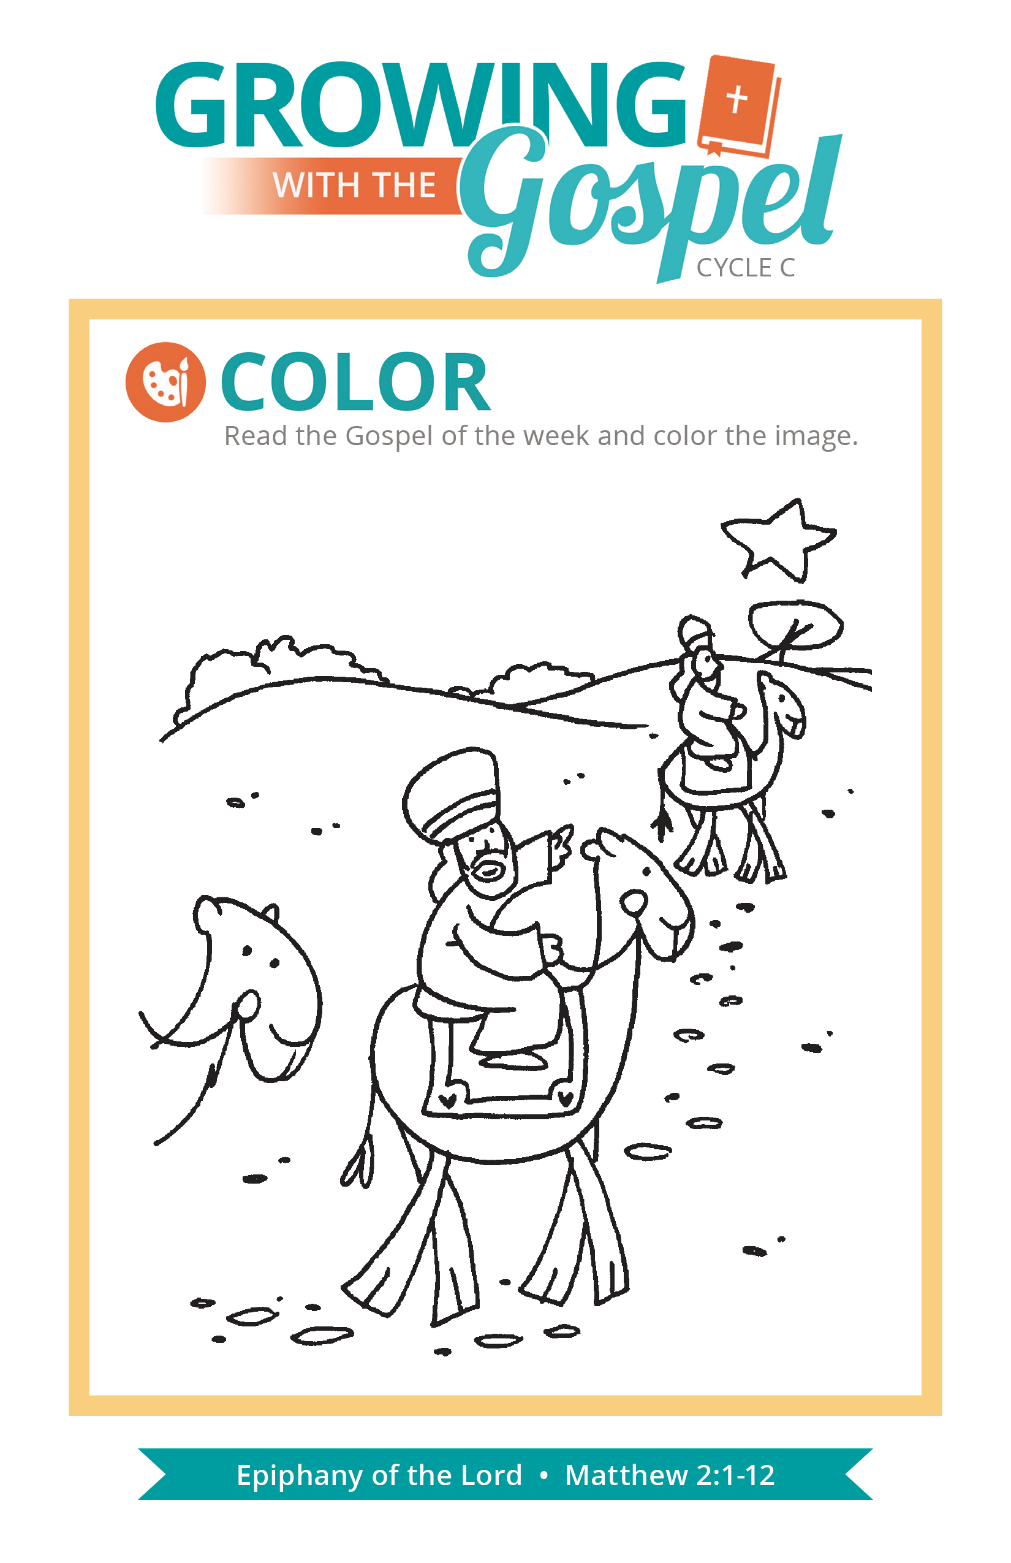 GROWING
WITH THE Gospel
CYCLE C
COLOR
Read the Gospel of the week and color the image.
Epiphany of the Lord • Matthew 2:1-12